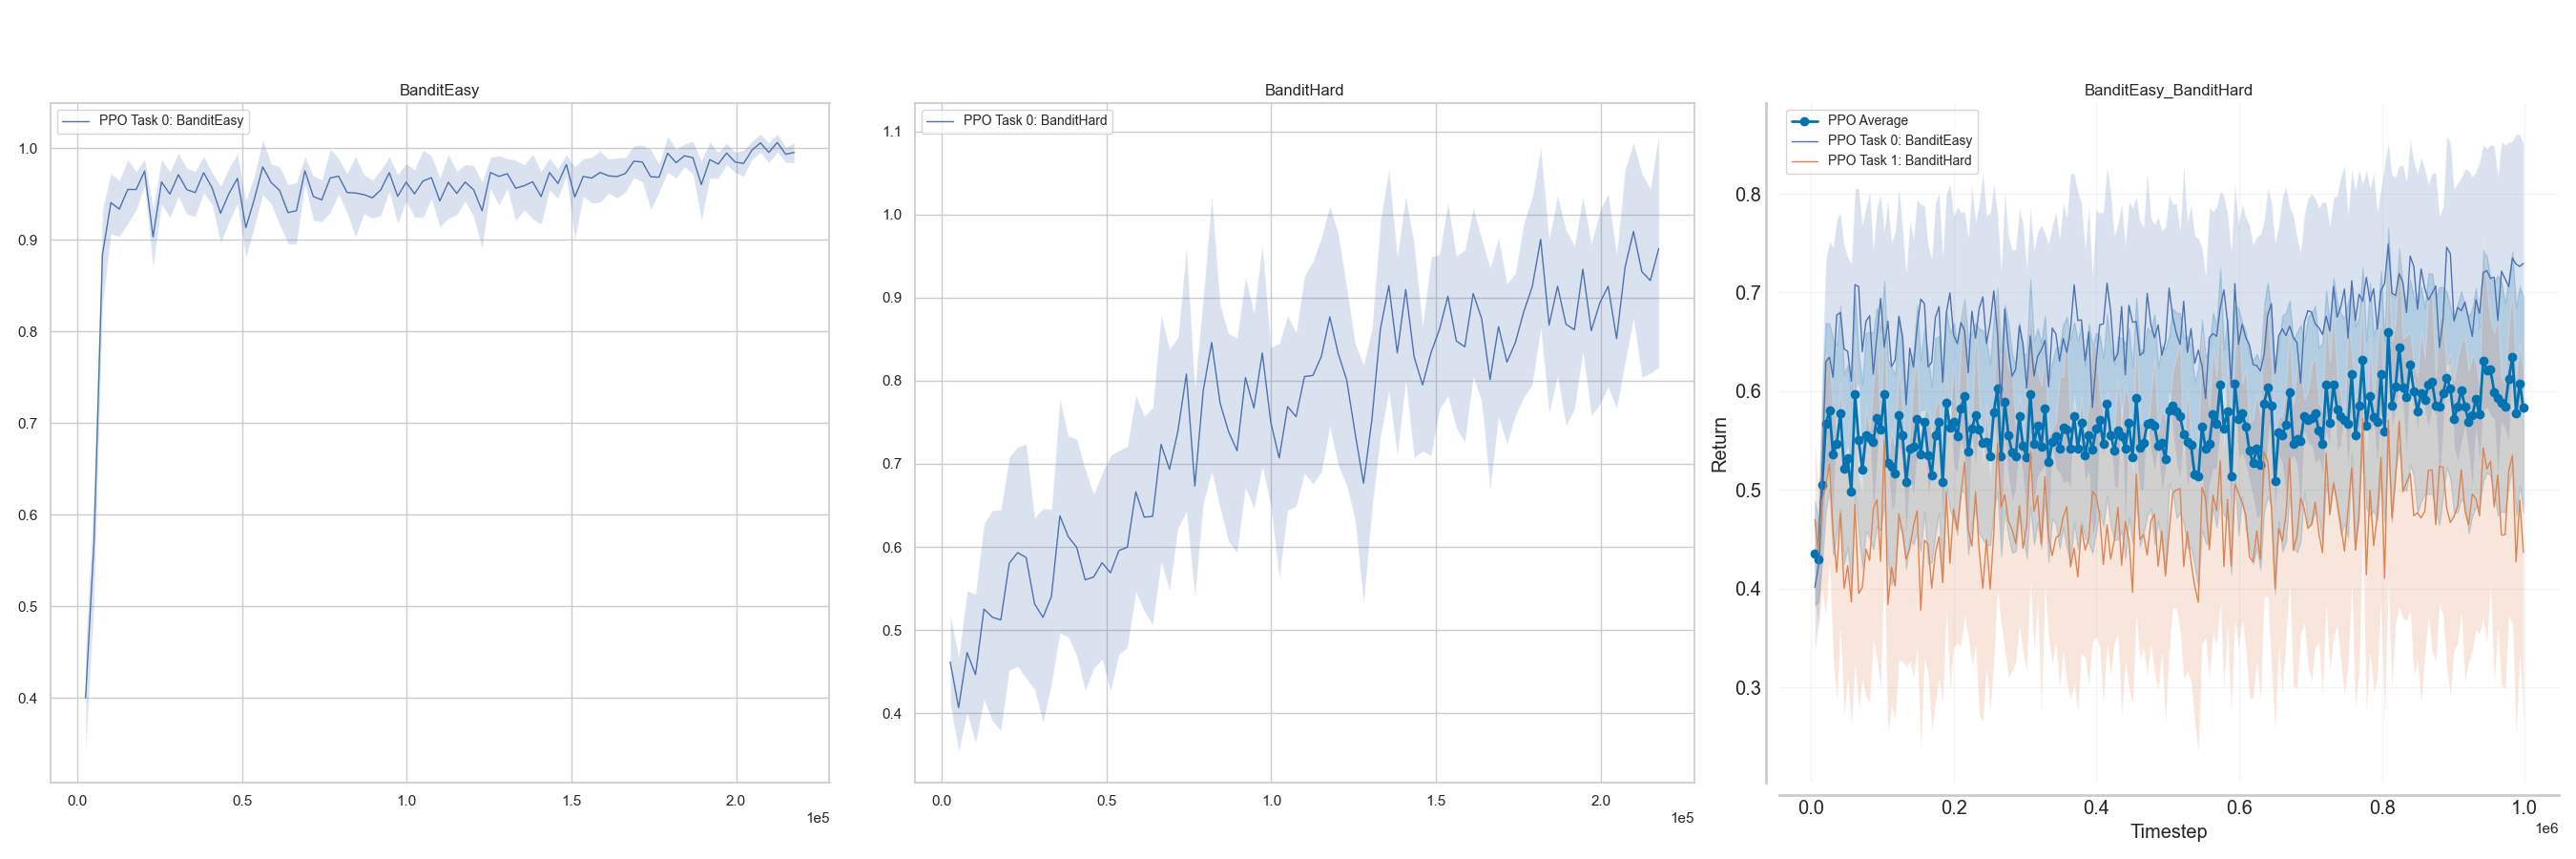 BanditEasy
PPO Task 0: BanditEasy
1.0
0.9
0.8
0.7
0.6
0.5
0.4
0.0 0.5 1.0 1.5 2.0
1e5
BanditHard
PPO Task 0: BanditHard
1.1
1.0
0.9
0.8
0.7
0.6
0.5
0.4
0.0 0.5 1.0 1.5 2.0
1e5
BanditEasy_BanditHard
PPO Average
PPO Task 0: BanditEasy
PPO Task 1: BanditHard
Return
0.8
0.7
0.6
0.5
0.4
0.3
0.0 0.2 0.4 0.6 0.8 1.0
Timestep
1e6